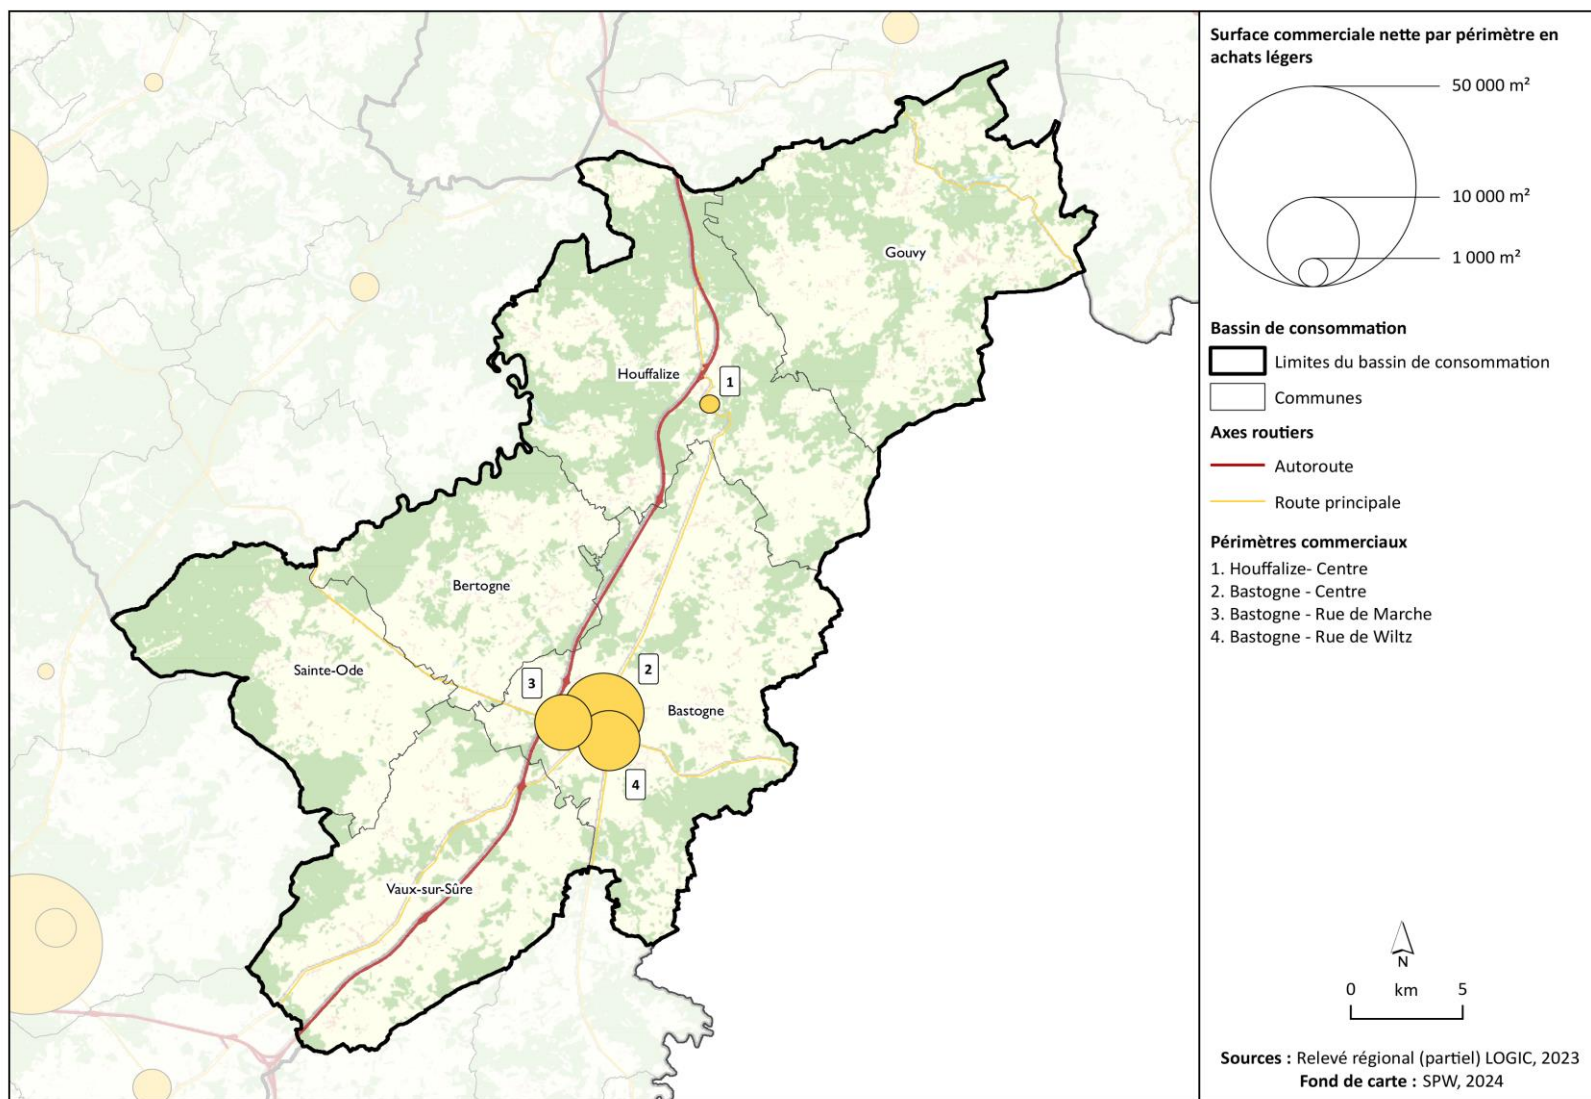 Gouvy
Houffalize
1
Bertogne
Sainte-Ode
3
2
Bastogne
4
Vaux-sur-Sûre
Surface commerciale nette par périmètre en
achats légers
50 000 m²
10 000 m²
1 000 m²
Bassin de consommation
Limites du bassin de consommation
Communes
Axes routiers
Autoroute
Route principale
Périmètres commerciaux
1. Houffalize- Centre
2. Bastogne - Centre
3. Bastogne - Rue de Marche
4. Bastogne - Rue de Wiltz
N
0 km 5
Sources : Relevé régional (partiel) LOGIC, 2023
Fond de carte : SPW, 2024